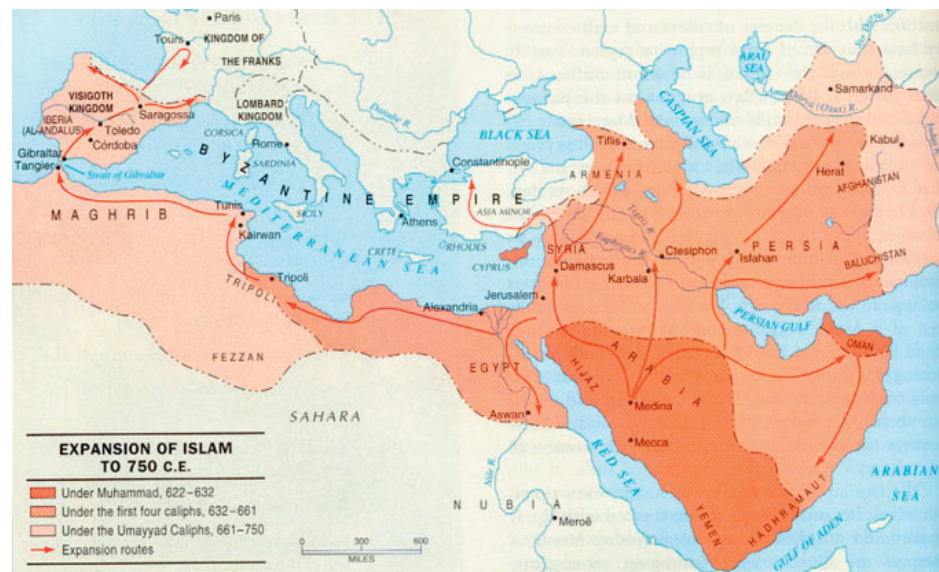 Paris
Tours
KINGDOM OF
THE FRANKS
VISIGOTH
KINGDOM
LOMBARD
KINGDOM
IBERIA
(AL-ANDALUS)
Saragossa
Toledo
Córdoba
Gibraltar
Tangier
Strait of Gibraltar
CORSICA
Rome
SARDINIA
SICILY
Danube R.
BLACK SEA
Constantinople
BYZANTINE EMPIRE
ASIA MINOR
Athens
CRETE
RHODES
CYPRUS
MEDITERRANEAN SEA
MAGHRIB
Tunis
Kairwan
Tripoli
TRIPOLI
FEZZAN
SAHARA
Alexandria
EGYPT
Aswan
Nile R.
NUBIA
Meroë
ARAL
SEA
CASPIAN SEA
Amu Darya (Oxus) R.
Samarkand
Kabul
Herat
AFGHANISTAN
BALUCHISTAN
Tiflis
ARMENIA
Tigris R.
Euphrates R.
SYRIA
Damascus
Jerusalem
Karbala
Ctesiphon
Isfahan
PERSIA
PERSIAN GULF
OMAN
ARABIA
HIJAZ
Medina
Mecca
RED SEA
YEMEN
HADHRAMAUT
GULF OF ADEN
ARABIAN
SEA
EXPANSION OF ISLAM
TO 750 C.E.
Under Muhammad, 622–632
Under the first four caliphs, 632–661
Under the Umayyad Caliphs, 661–750
Expansion routes
0 300 600
MILES